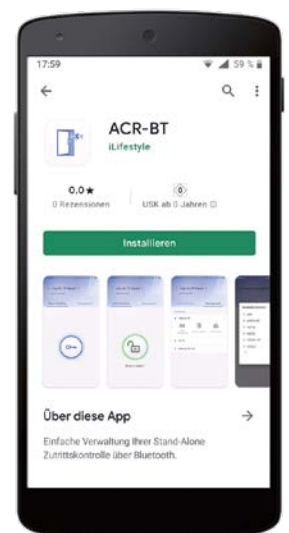 17:59
59 %
ACR-BT
iLifestyle
0.0★
0 Rezensionen
0
USK ab 0 Jahren
Installieren
Über diese App
Einfache Verwaltung Ihrer Stand-Alone
Zutrittskontrolle über Bluetooth.